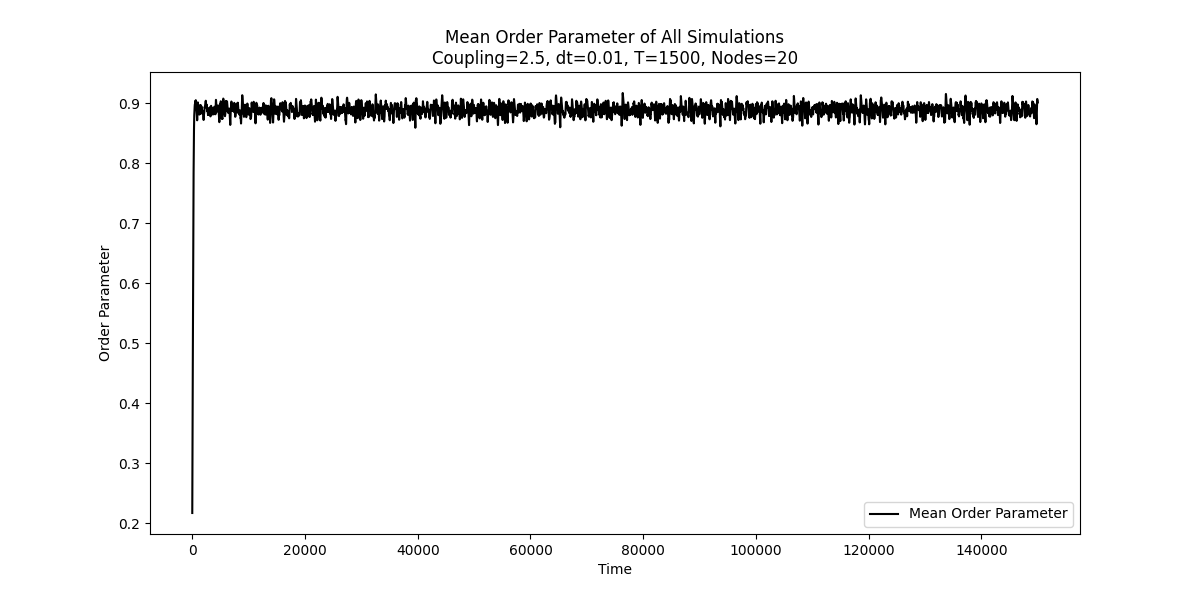 Mean Order Parameter of All Simulations
Coupling=2.5, dt=0.01, T=1500, Nodes=20
0.9
0.8
0.7
0.6
0.5
0.4
0.3
0.2
Order Parameter
Mean Order Parameter
0 20000 40000 60000 80000 100000 120000 140000
Time